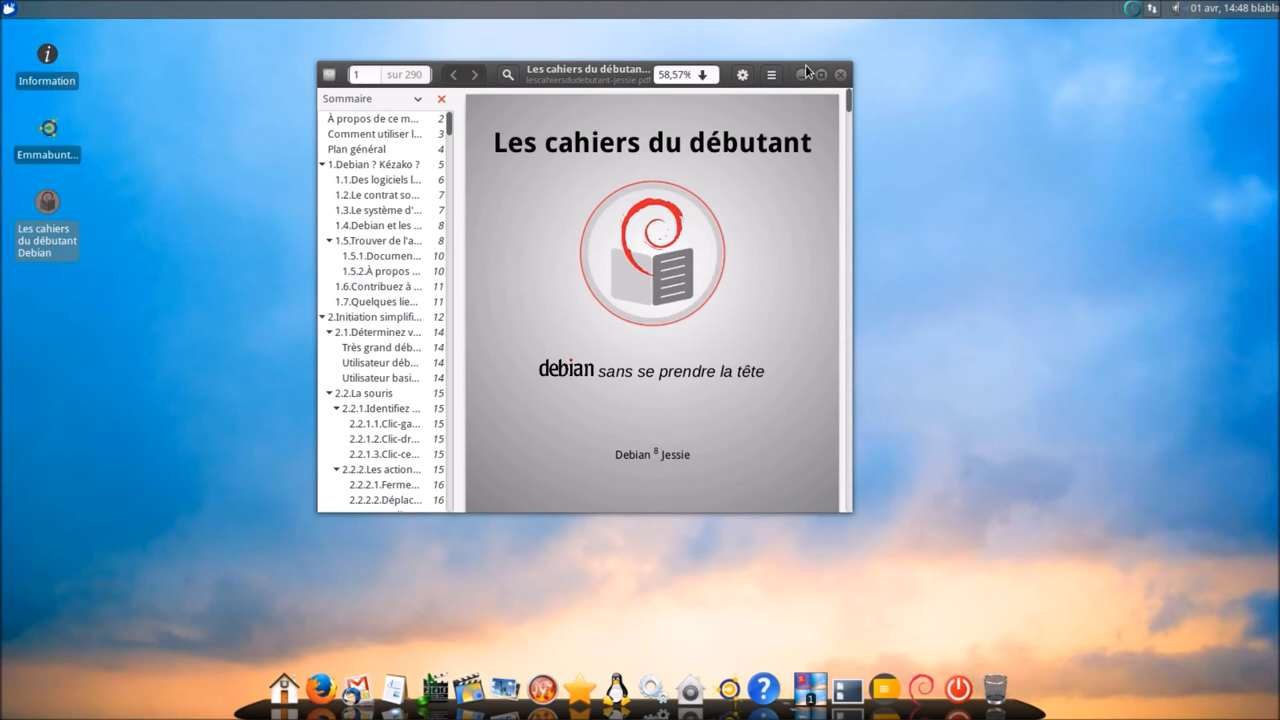 01 avr, 14:48 blabla
Information
Emmabunt...
Les cahiers
du débutant
Debian
1 sur 290
Les cahiers du débutan...
lescahiersdudebutant-jessie.pdf
58,57%
Sommaire
À propos de ce m... 2
Comment utiliser l... 3
Plan général 4
1.Debian ? Kézako ? 5
1.1.Des logiciels l... 6
1.2.Le contrat so... 7
1.3.Le système d'... 7
1.4.Debian et les ... 8
1.5.Trouver de l'a... 8
1.5.1.Documen... 10
1.5.2.À propos ... 10
1.6.Contribuez à ... 11
1.7.Quelques lie... 11
2.Initiation simplifi... 12
2.1.Déterminez v... 14
Très grand déb... 14
Utilisateur déb... 14
Utilisateur basi... 14
2.2.La souris 15
2.2.1.Identifiez ... 15
2.2.1.1.Clic-ga... 15
2.2.1.2.Clic-dr... 15
2.2.1.3.Clic-ce... 15
2.2.2.Les action... 15
2.2.2.1.Ferme... 16
2.2.2.2.Déplac... 16
Les cahiers du débutant
debian sans se prendre la tête
Debian 8 Jessie
1